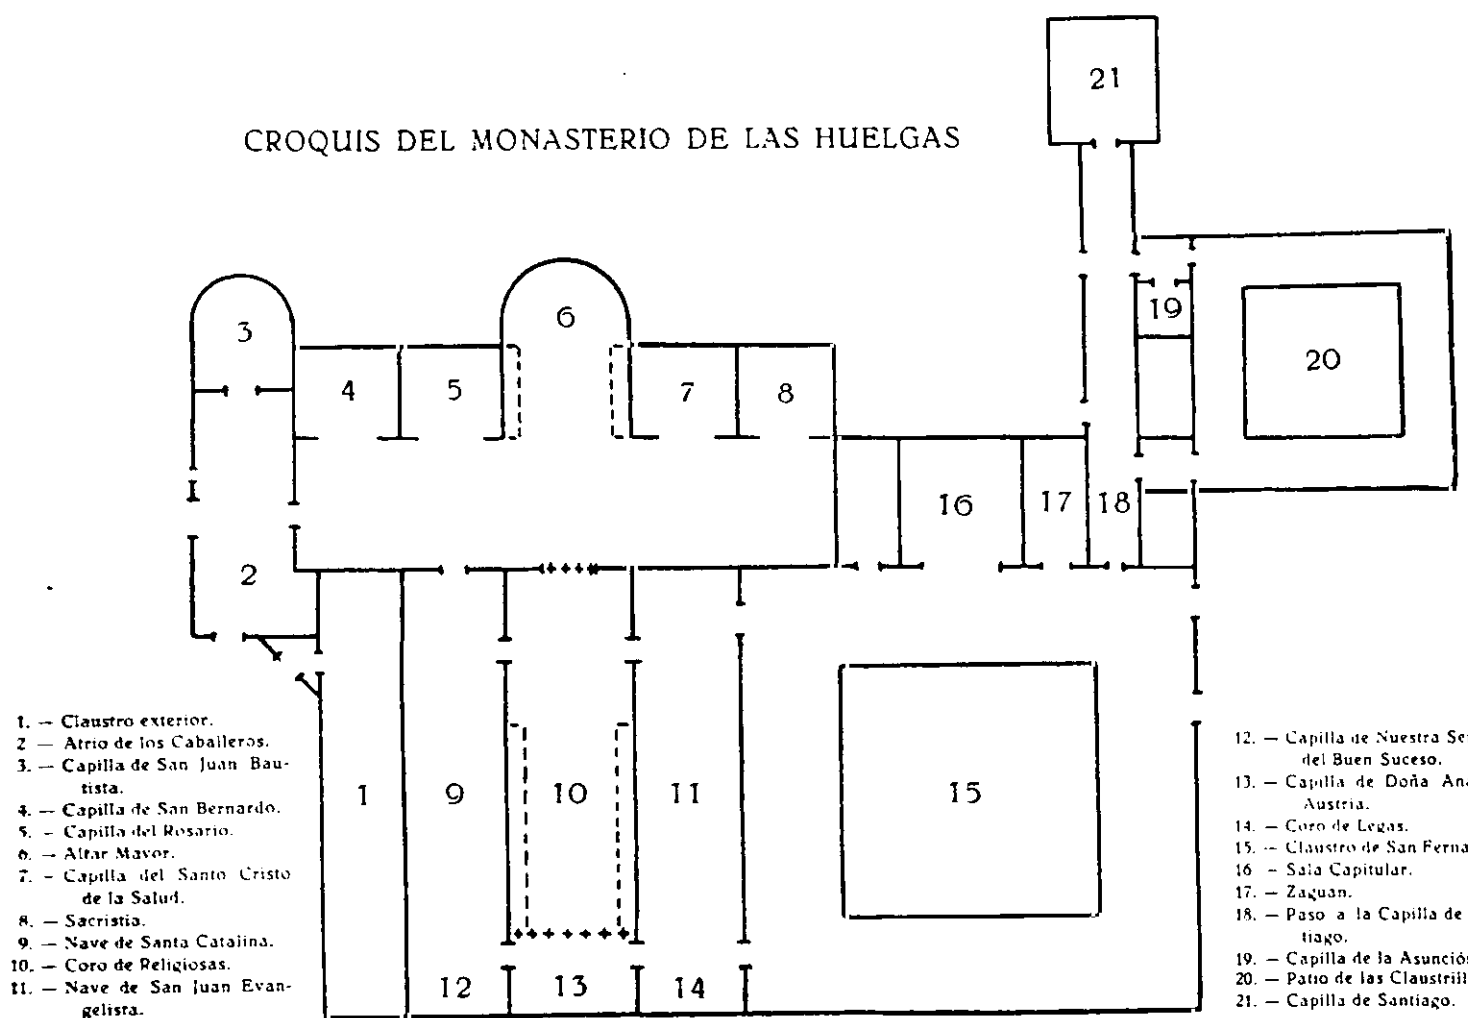 CROQUIS DEL MONASTERIO DE LAS HUELGAS
21
19
20
3
6
4
5
7
8
16
17
18
2
1
9
10
11
15
12
13
14
1. — Claustro exterior.
2 — Atrio de los Caballeros.
3. — Capilla de San Juan Bau-
tista.
4. — Capilla de San Bernardo.
5. - Capilla del Rosario.
6. — Altar Mayor.
7. - Capilla del Santo Cristo
de la Salud.
8. — Sacristia.
9. — Nave de Santa Catalina.
10. — Coro de Religiosas.
11. — Nave de San Juan Evan-
gelista.
12. — Capilla de Nuestra Se
del Buen Suceso.
13. — Capilla de Doña Ana
Austria.
14. — Coro de Legas.
15. -- Claustro de San Ferna
16 - Sala Capitular.
17. — Zaguan.
18. — Paso a la Capilla de
tiago.
19. — Capilla de la Asunción
20. — Patio de las Claustrill
21. — Capilla de Santiago.